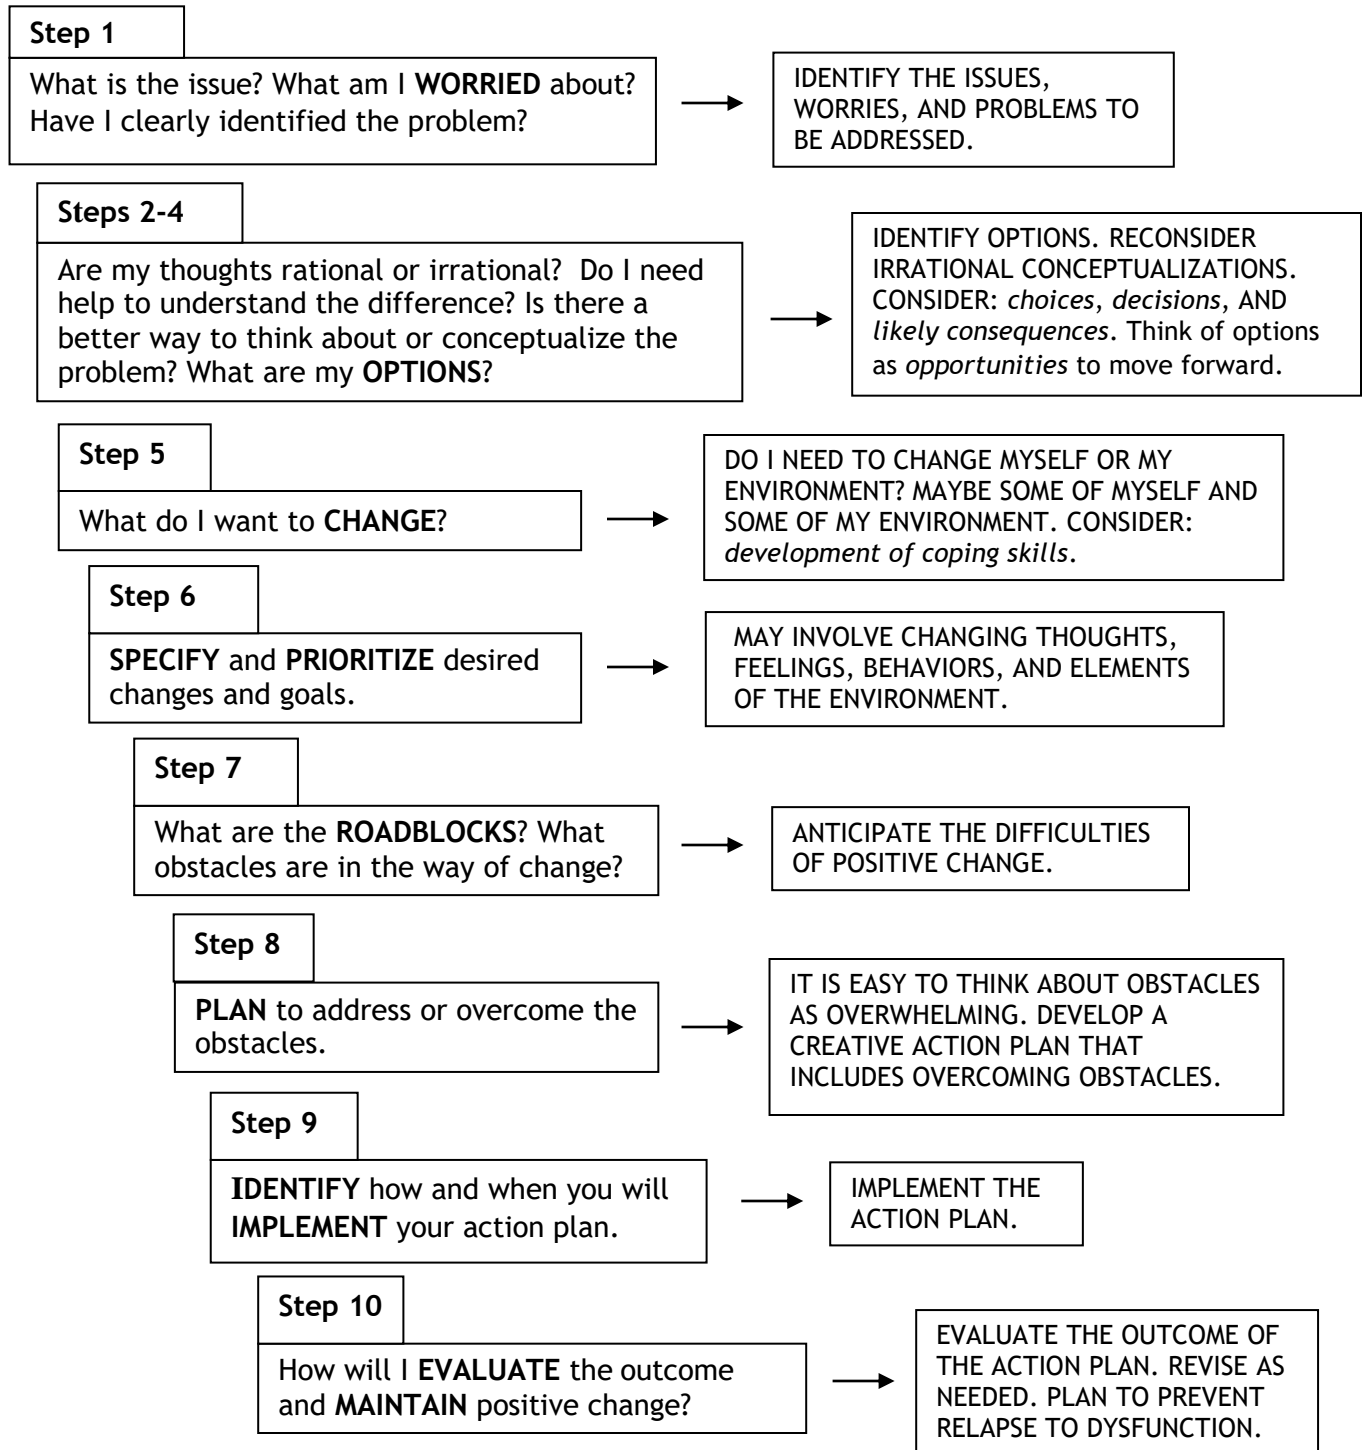 Step 1
What is the issue? What am I WORRIED about?
Have I clearly identified the problem?
IDENTIFY THE ISSUES,
WORRIES, AND PROBLEMS TO
BE ADDRESSED.
Steps 2-4
Are my thoughts rational or irrational?  Do I need
help to understand the difference? Is there a
better way to think about or conceptualize the
problem? What are my OPTIONS?
IDENTIFY OPTIONS. RECONSIDER
IRRATIONAL CONCEPTUALIZATIONS.
CONSIDER: choices, decisions, AND
likely consequences. Think of options
as opportunities to move forward.
Step 5
What do I want to CHANGE?
DO I NEED TO CHANGE MYSELF OR MY
ENVIRONMENT? MAYBE SOME OF MYSELF AND
SOME OF MY ENVIRONMENT. CONSIDER:
development of coping skills.
Step 6
SPECIFY and PRIORITIZE desired
changes and goals.
MAY INVOLVE CHANGING THOUGHTS,
FEELINGS, BEHAVIORS, AND ELEMENTS
OF THE ENVIRONMENT.
Step 7
What are the ROADBLOCKS? What
obstacles are in the way of change?
ANTICIPATE THE DIFFICULTIES
OF POSITIVE CHANGE.
Step 8
PLAN to address or overcome the
obstacles.
IT IS EASY TO THINK ABOUT OBSTACLES
AS OVERWHELMING. DEVELOP A
CREATIVE ACTION PLAN THAT
INCLUDES OVERCOMING OBSTACLES.
Step 9
IDENTIFY how and when you will
IMPLEMENT your action plan.
IMPLEMENT THE
ACTION PLAN.
Step 10
How will I EVALUATE the outcome
and MAINTAIN positive change?
EVALUATE THE OUTCOME OF
THE ACTION PLAN. REVISE AS
NEEDED. PLAN TO PREVENT
RELAPSE TO DYSFUNCTION.